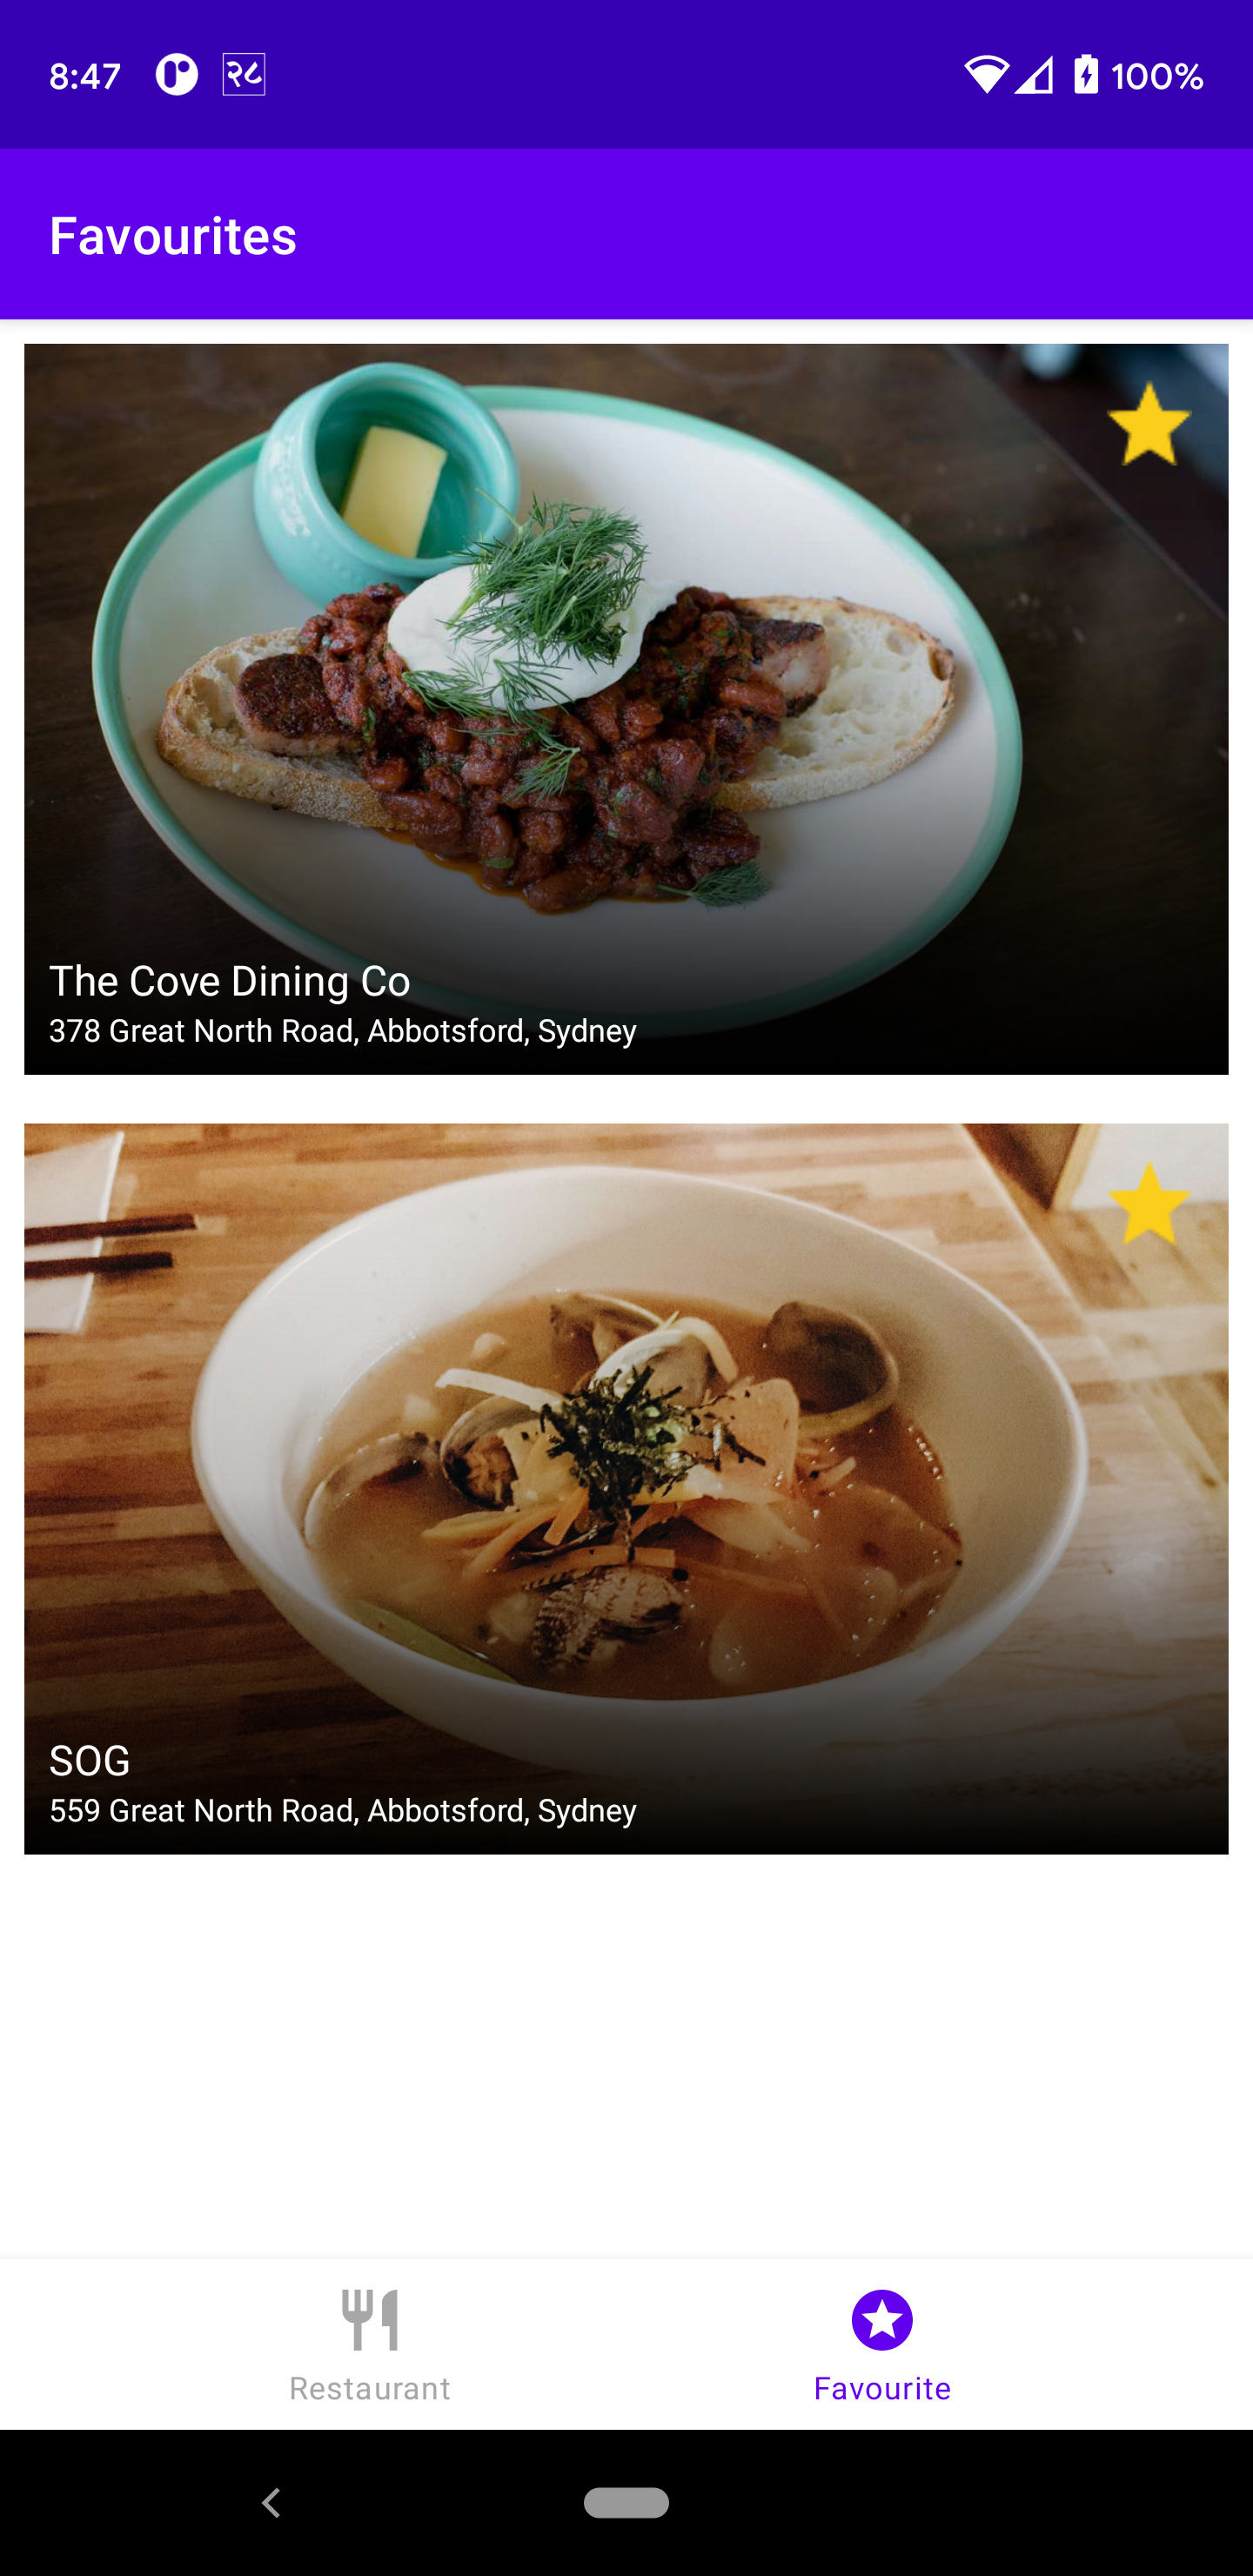 8:47 २८ 100%
Favourites
The Cove Dining Co
378 Great North Road, Abbotsford, Sydney
SOG
559 Great North Road, Abbotsford, Sydney
Restaurant
Favourite